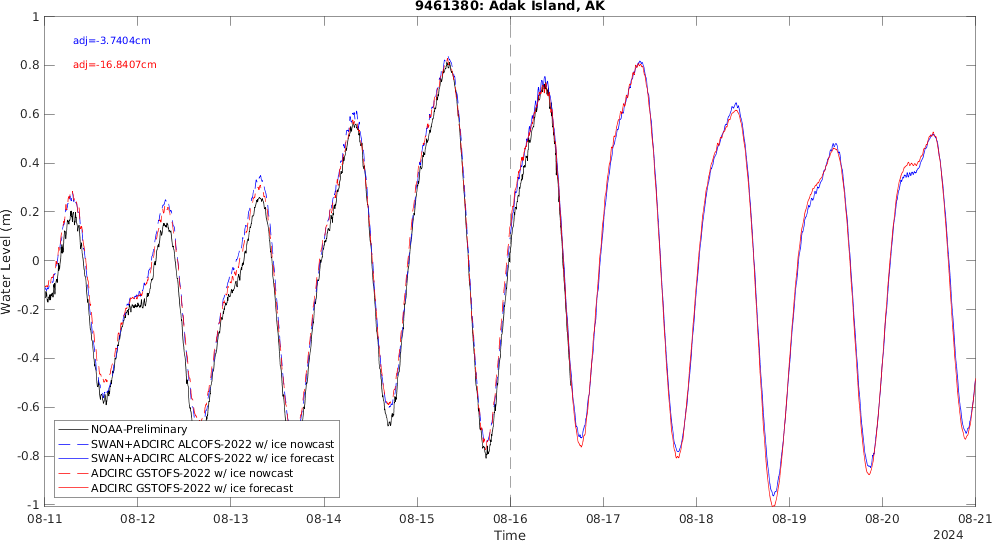 9461380: Adak Island, AK
adj=-3.7404cm
adj=-16.8407cm
Water Level (m)
1
0.8
0.6
0.4
0.2
0
-0.2
-0.4
-0.6
-0.8
-1
NOAA-Preliminary
SWAN+ADCIRC ALCOFS-2022 w/ ice nowcast
SWAN+ADCIRC ALCOFS-2022 w/ ice forecast
ADCIRC GSTOFS-2022 w/ ice nowcast
ADCIRC GSTOFS-2022 w/ ice forecast
08-11 08-12 08-13 08-14 08-15 08-16 08-17 08-18 08-19 08-20 08-21
Time
2024